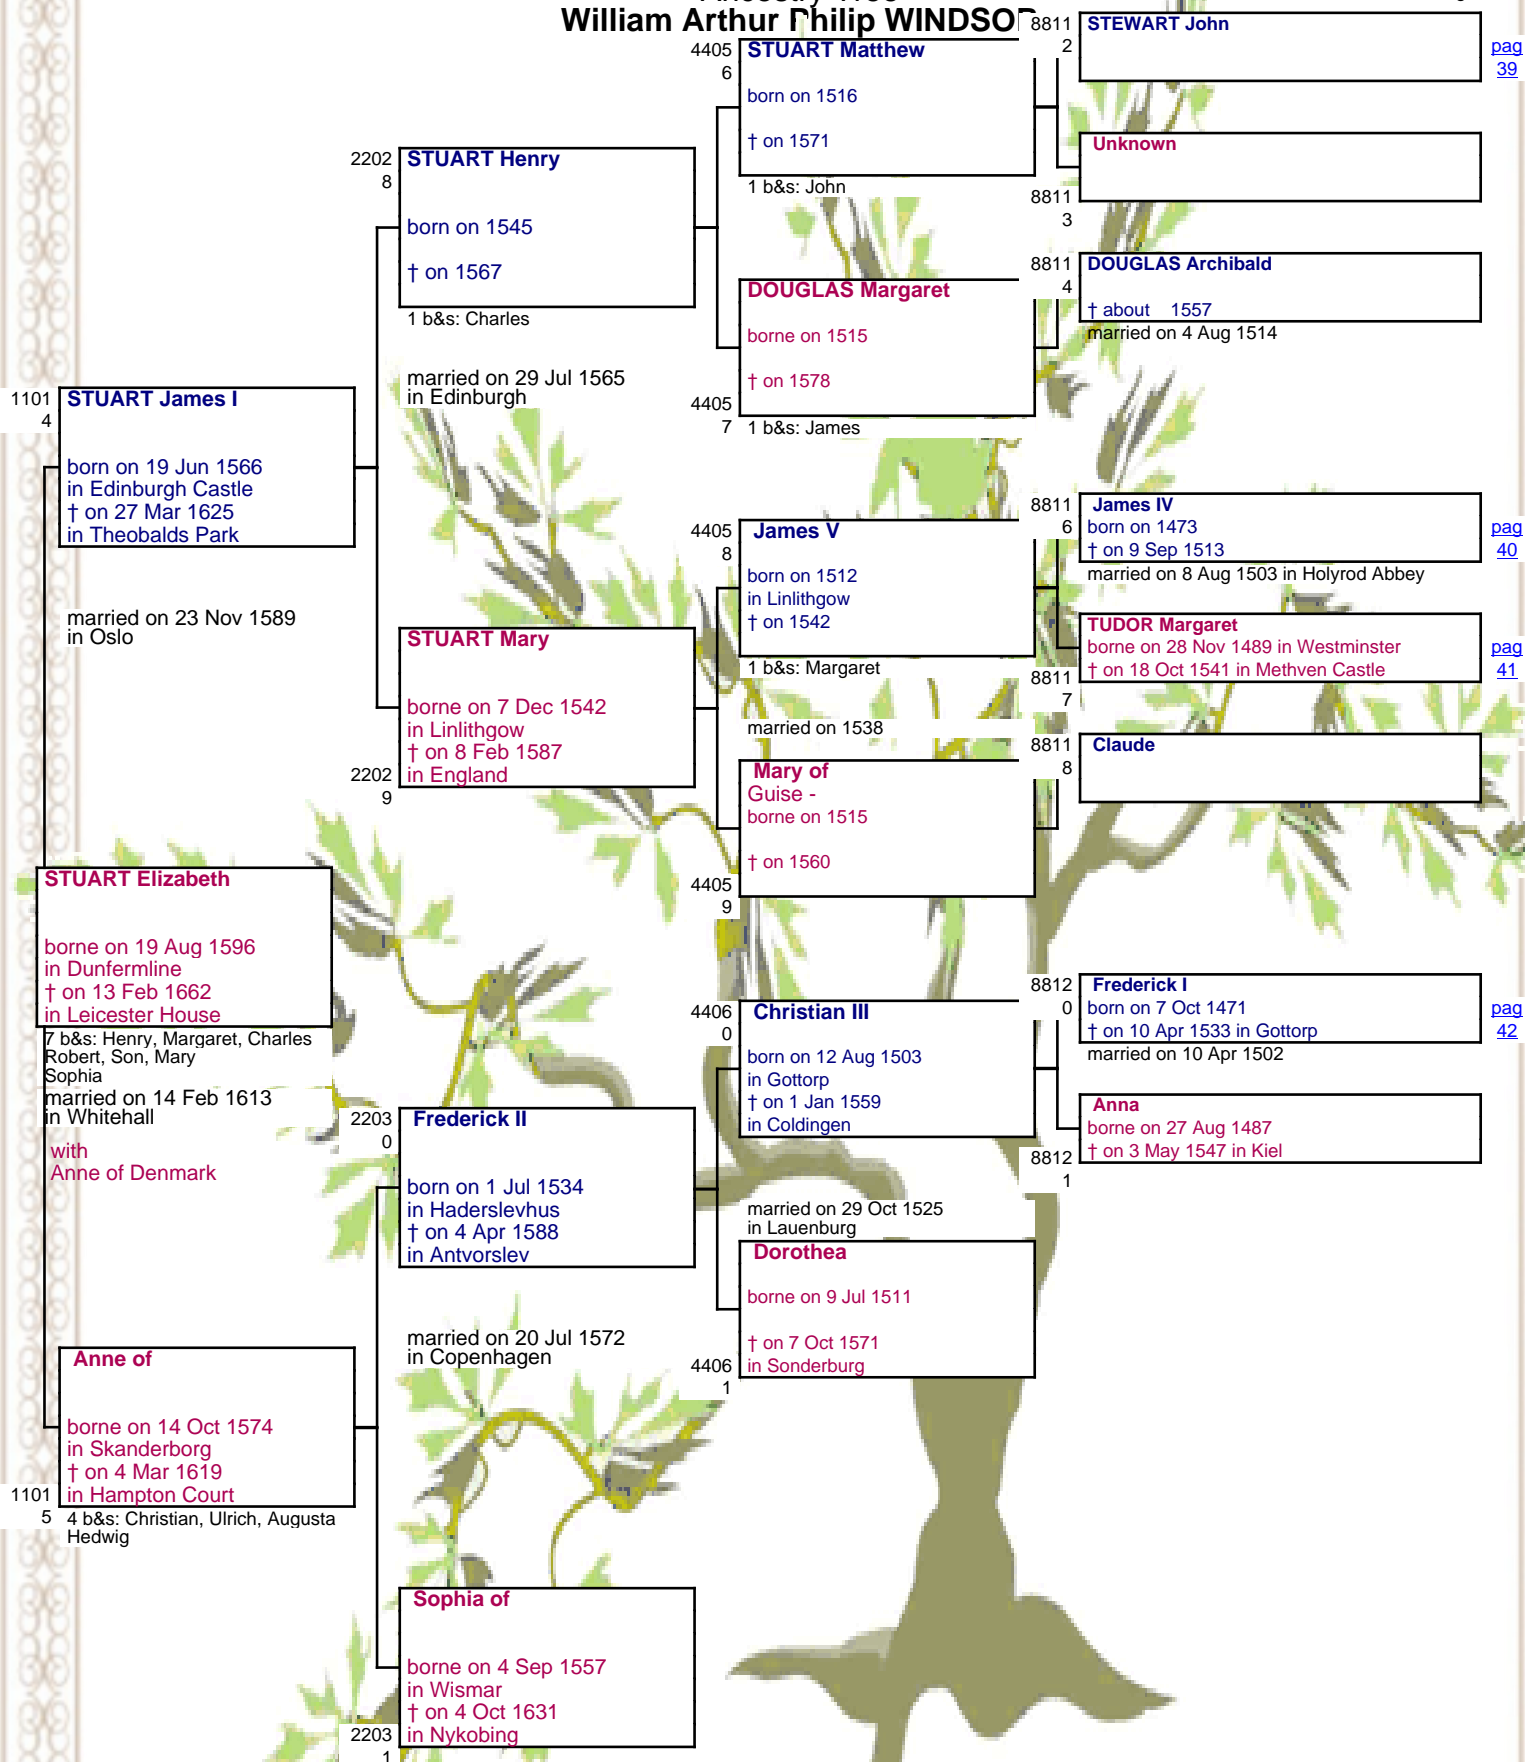 William Arthur Philip WINDSOR
1101
4
STUART James I
born on 19 Jun 1566
in Edinburgh Castle
† on 27 Mar 1625
in Theobalds Park
married on 23 Nov 1589
in Oslo
STUART Elizabeth
borne on 19 Aug 1596
in Dunfermline
† on 13 Feb 1662
in Leicester House
7 b&s: Henry, Margaret, Charles
Robert, Son, Mary
Sophia
married on 14 Feb 1613
in Whitehall
with
Anne of Denmark
Anne of
borne on 14 Oct 1574
in Skanderborg
† on 4 Mar 1619
in Hampton Court
1101
5
4 b&s: Christian, Ulrich, Augusta
Hedwig
2202
8
STUART Henry
born on 1545
† on 1567
1 b&s: Charles
married on 29 Jul 1565
in Edinburgh
STUART Mary
borne on 7 Dec 1542
in Linlithgow
† on 8 Feb 1587
in England
2202
9
2203
0
Frederick II
born on 1 Jul 1534
in Haderslevhus
† on 4 Apr 1588
in Antvorslev
married on 20 Jul 1572
in Copenhagen
Sophia of
borne on 4 Sep 1557
in Wismar
† on 4 Oct 1631
in Nykobing
2203
1
4405
6
STUART Matthew
born on 1516
† on 1571
1 b&s: John
DOUGLAS Margaret
borne on 1515
† on 1578
4405
7
1 b&s: James
4405
8
James V
born on 1512
in Linlithgow
† on 1542
1 b&s: Margaret
married on 1538
Mary of
Guise -
borne on 1515
† on 1560
4405
9
4406
0
Christian III
born on 12 Aug 1503
in Gottorp
† on 1 Jan 1559
in Coldingen
married on 29 Oct 1525
in Lauenburg
Dorothea
borne on 9 Jul 1511
† on 7 Oct 1571
in Sonderburg
4406
1
8811
2
STEWART John
pag
39
Unknown
8811
3
8811
4
DOUGLAS Archibald
† about 1557
married on 4 Aug 1514
8811
6
James IV
born on 1473
† on 9 Sep 1513
pag
40
married on 8 Aug 1503 in Holyrod Abbey
TUDOR Margaret
borne on 28 Nov 1489 in Westminster
† on 18 Oct 1541 in Methven Castle
pag
41
8811
7
8811
8
Claude
8812
0
Frederick I
born on 7 Oct 1471
† on 10 Apr 1533 in Gottorp
pag
42
married on 10 Apr 1502
Anna
borne on 27 Aug 1487
† on 3 May 1547 in Kiel
8812
1